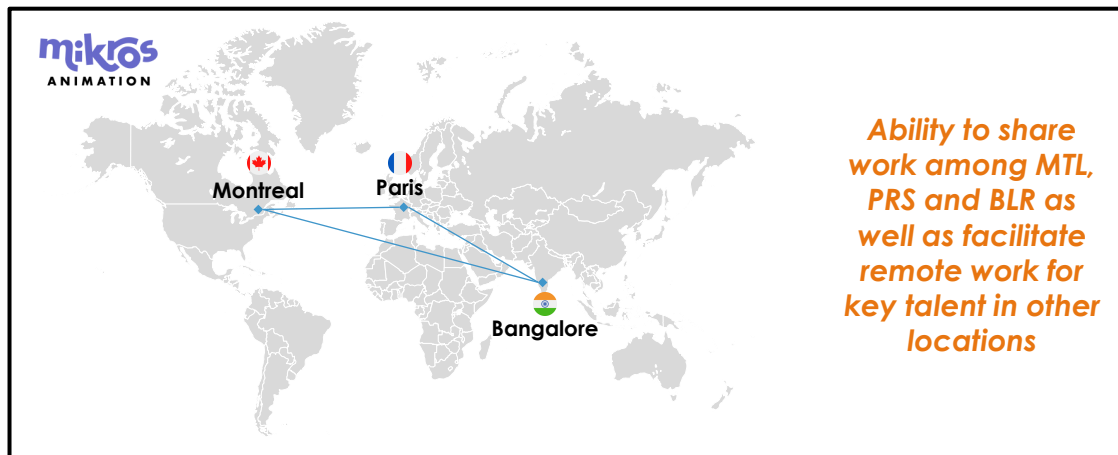 mikros
ANIMATION
Montreal
Paris
Bangalore
Ability to share
work among MTL,
PRS and BLR as
well as facilitate
remote work for
key talent in other
locations